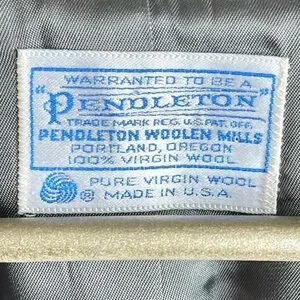 WARRANTED TO BE A
"PENDLETON"
TRADE MARK REG. U.S. PAT. OFF.
PENDLETON WOOLEN MILLS
PORTLAND, OREGON
100% VIRGIN WOOL
PURE VIRGIN WOOL
® MADE IN U.S.A.